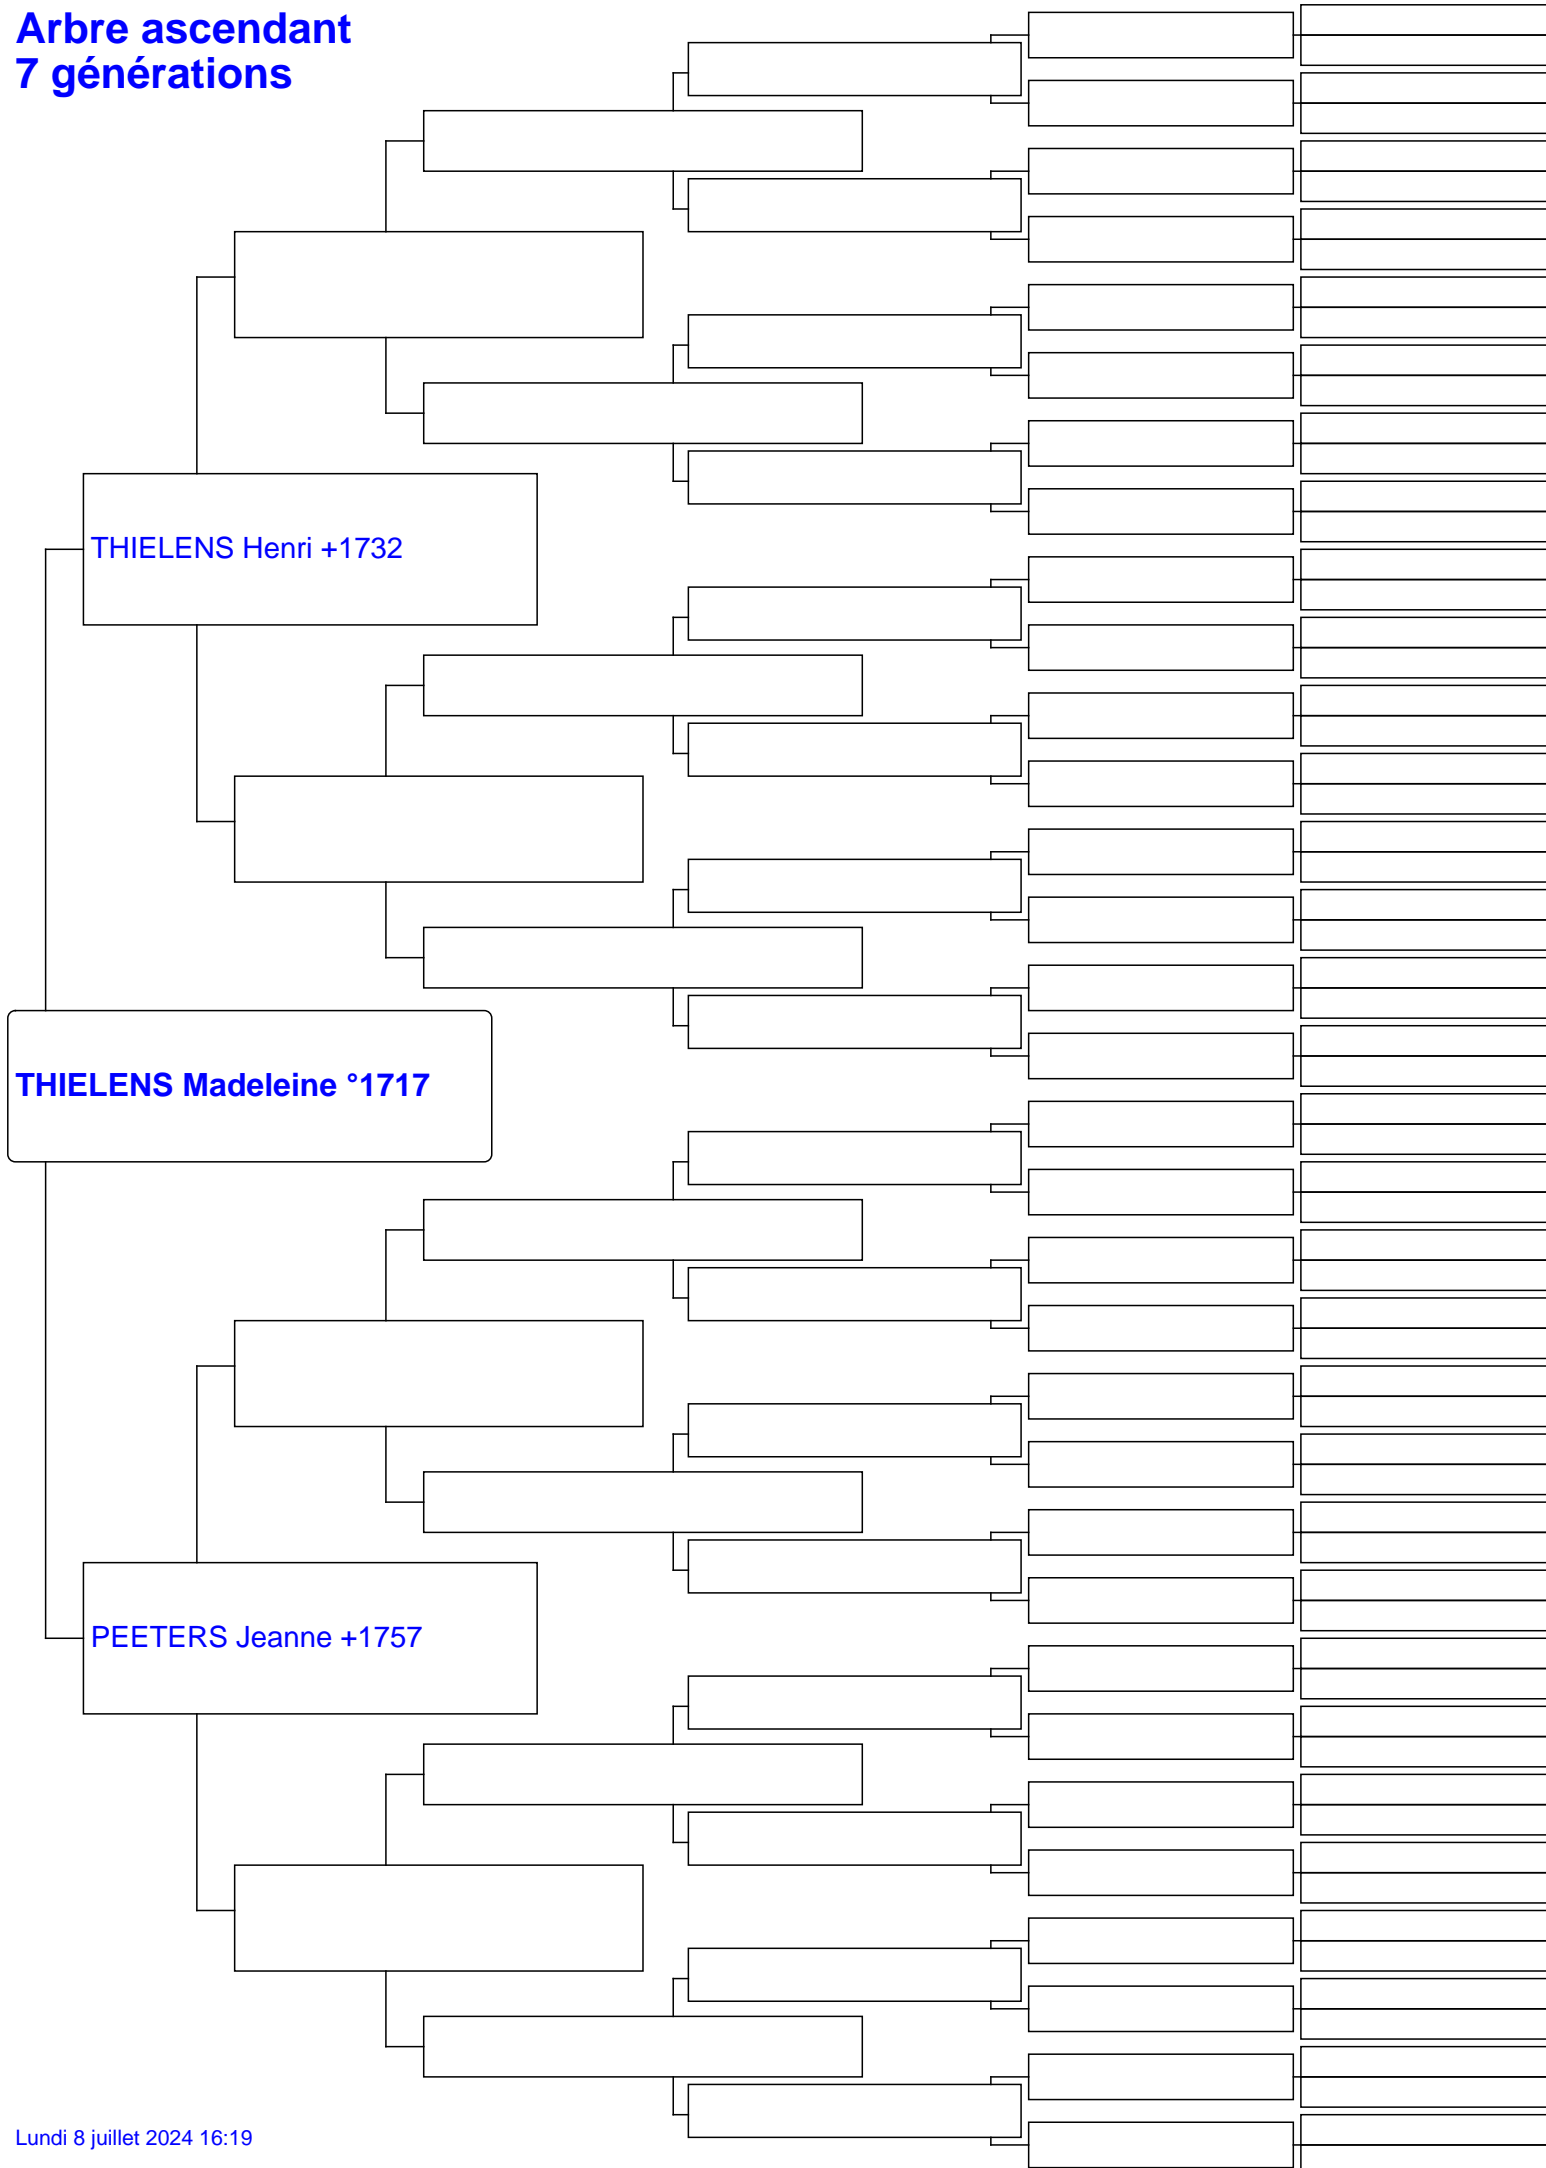 Arbre ascendant
7 générations
THIELENS Henri +1732
THIELENS Madeleine °1717
PEETERS Jeanne +1757
Lundi 8 juillet 2024 16:19